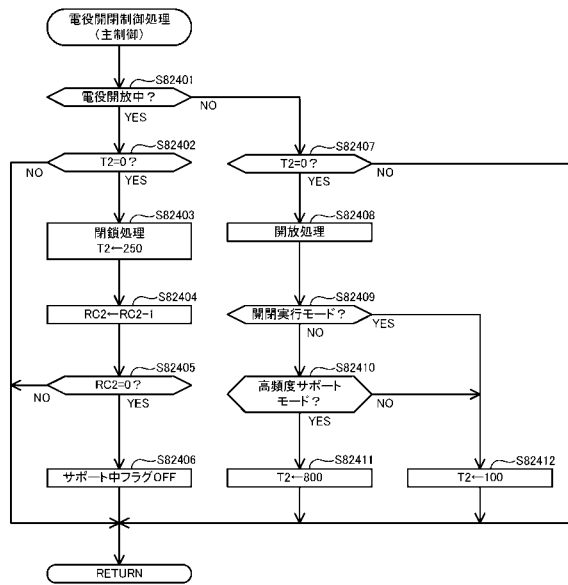 電役開閉制御処理
(主制御)
S82401
電役開放中？
NO
YES
S82402
T2=0？
NO
YES
S82403
閉鎖処理
T2←250
S82404
RC2←RC2-1
S82405
RC2=0？
NO
YES
S82406
サポート中フラグOFF
S82407
T2=0？
NO
YES
S82408
開放処理
S82409
開閉実行モード？
YES
NO
S82410
高頻度サポート
モード？
NO
YES
S82411
T2←800
S82412
T2←100
RETURN